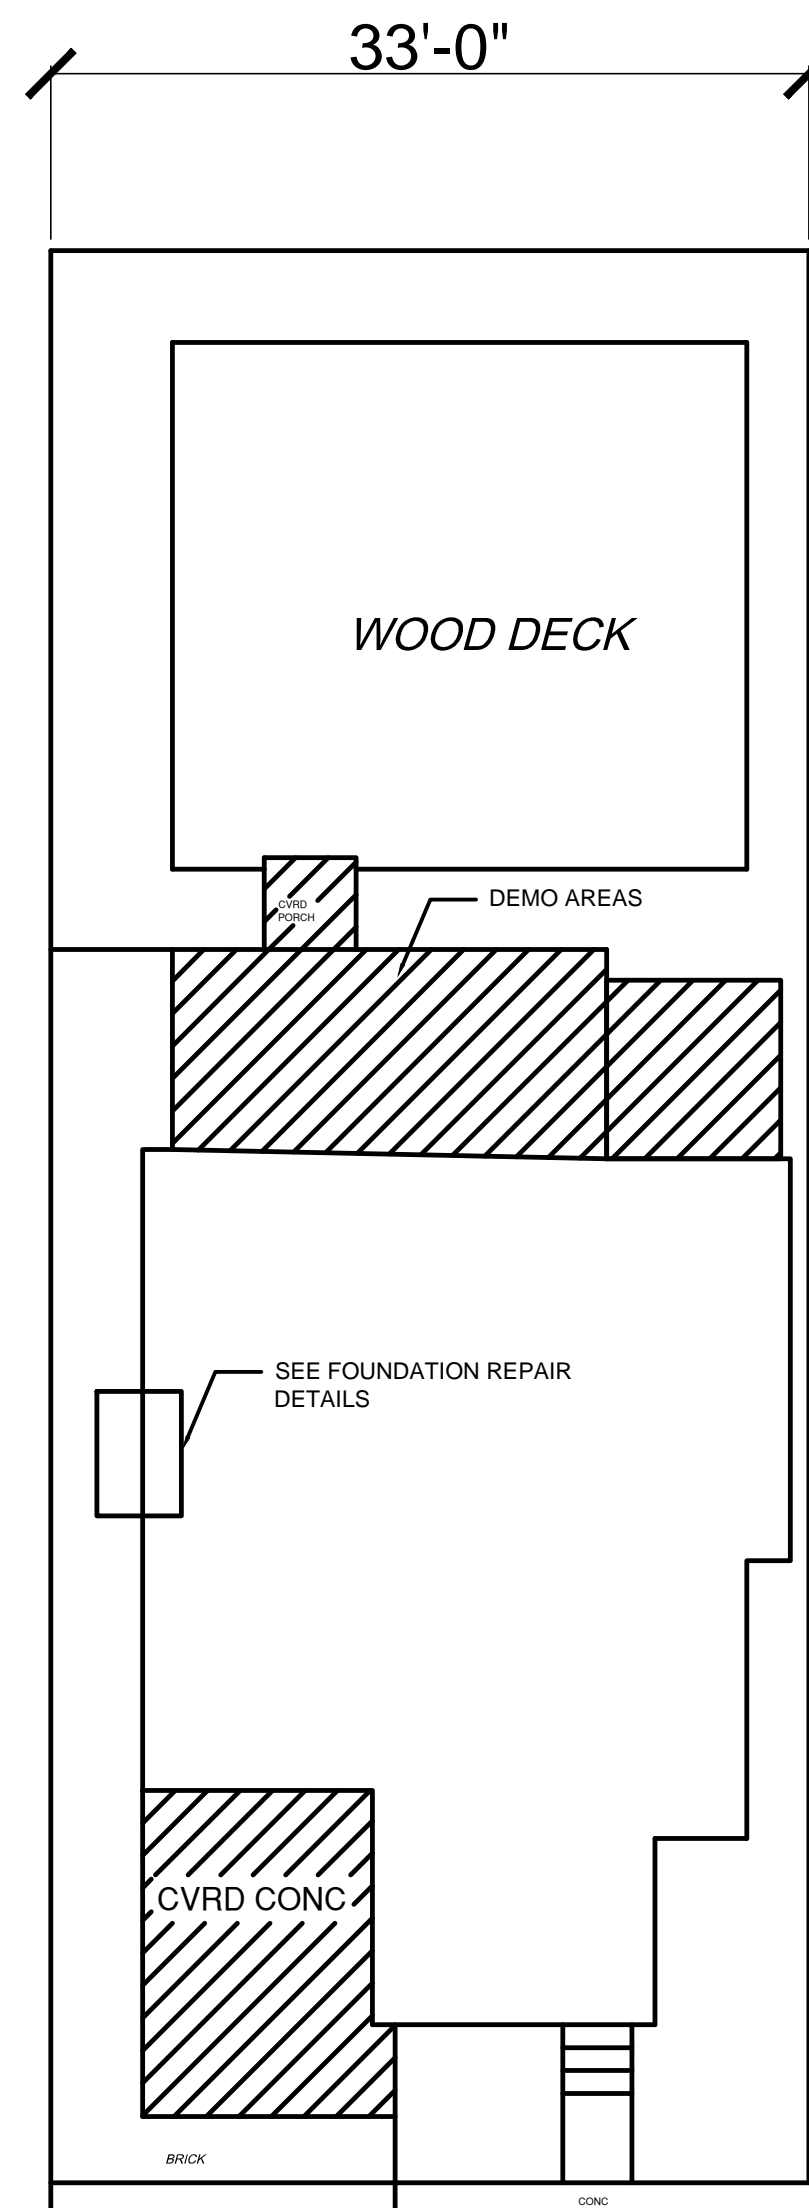 33'-0"
WOOD DECK
CVRD
PORCH
DEMO AREAS
SEE FOUNDATION REPAIR
DETAILS
CVRD CONC
BRICK
CONC